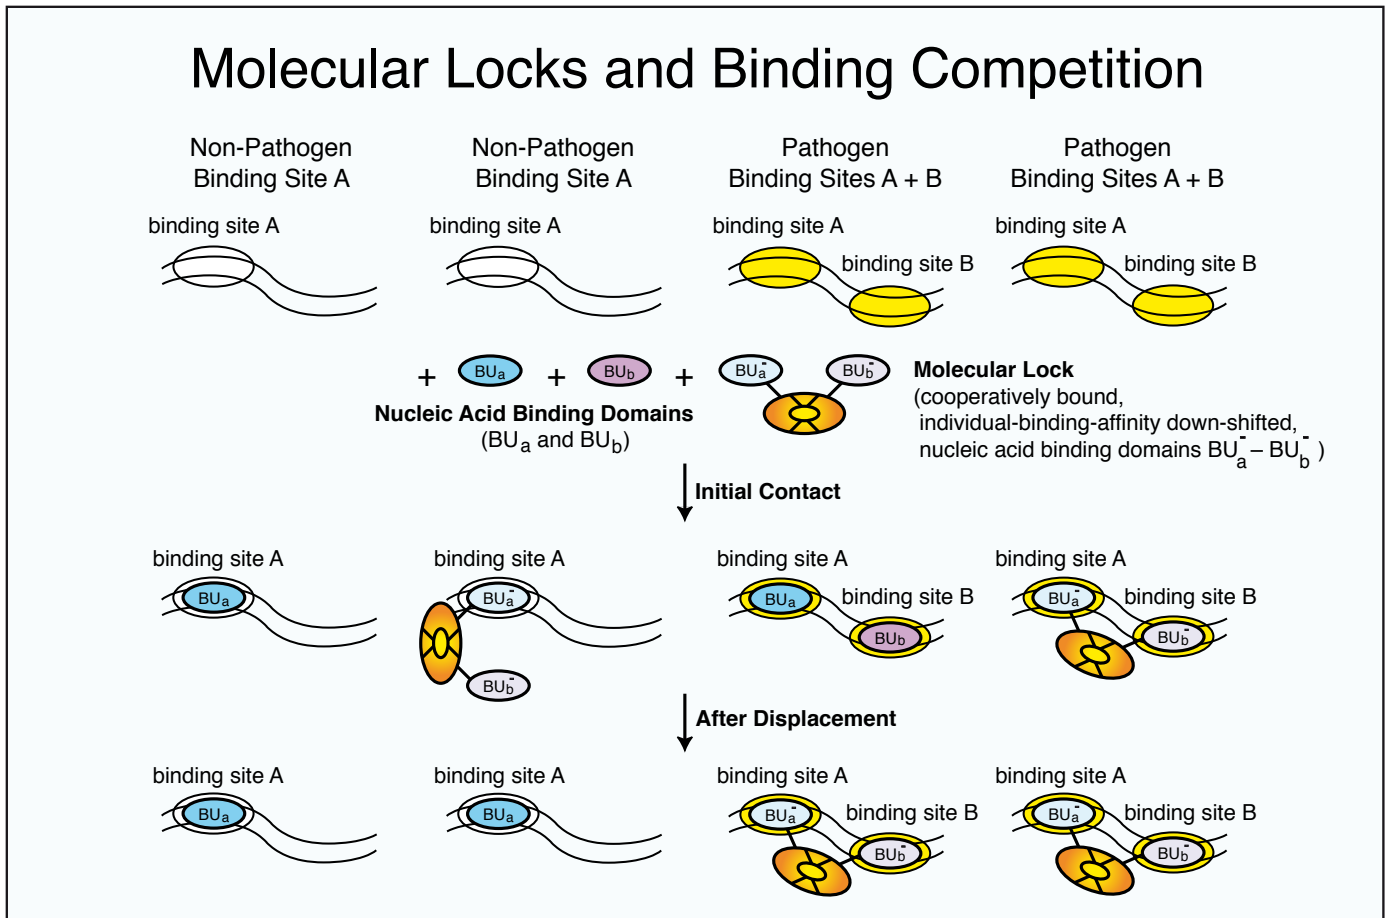 Molecular Locks and Binding Competition
Non-Pathogen
Binding Site A
Non-Pathogen
Binding Site A
Pathogen
Binding Sites A + B
Pathogen
Binding Sites A + B
binding site A
binding site A
binding site A
binding site B
binding site A
binding site B
+ BUa + BUb + BUa- BUb-
Nucleic Acid Binding Domains
(BUa and BUb)
Molecular Lock
(cooperatively bound,
individual-binding-affinity down-shifted,
nucleic acid binding domains BUa- – BUb- )
Initial Contact
binding site A
BUa
binding site A
BUa-
BUb-
binding site A
BUa
binding site B
BUb
binding site A
BUa-
binding site B
BUb-
After Displacement
binding site A
BUa
binding site A
BUa
binding site A
BUa-
binding site B
BUb-
binding site A
BUa-
binding site B
BUb-